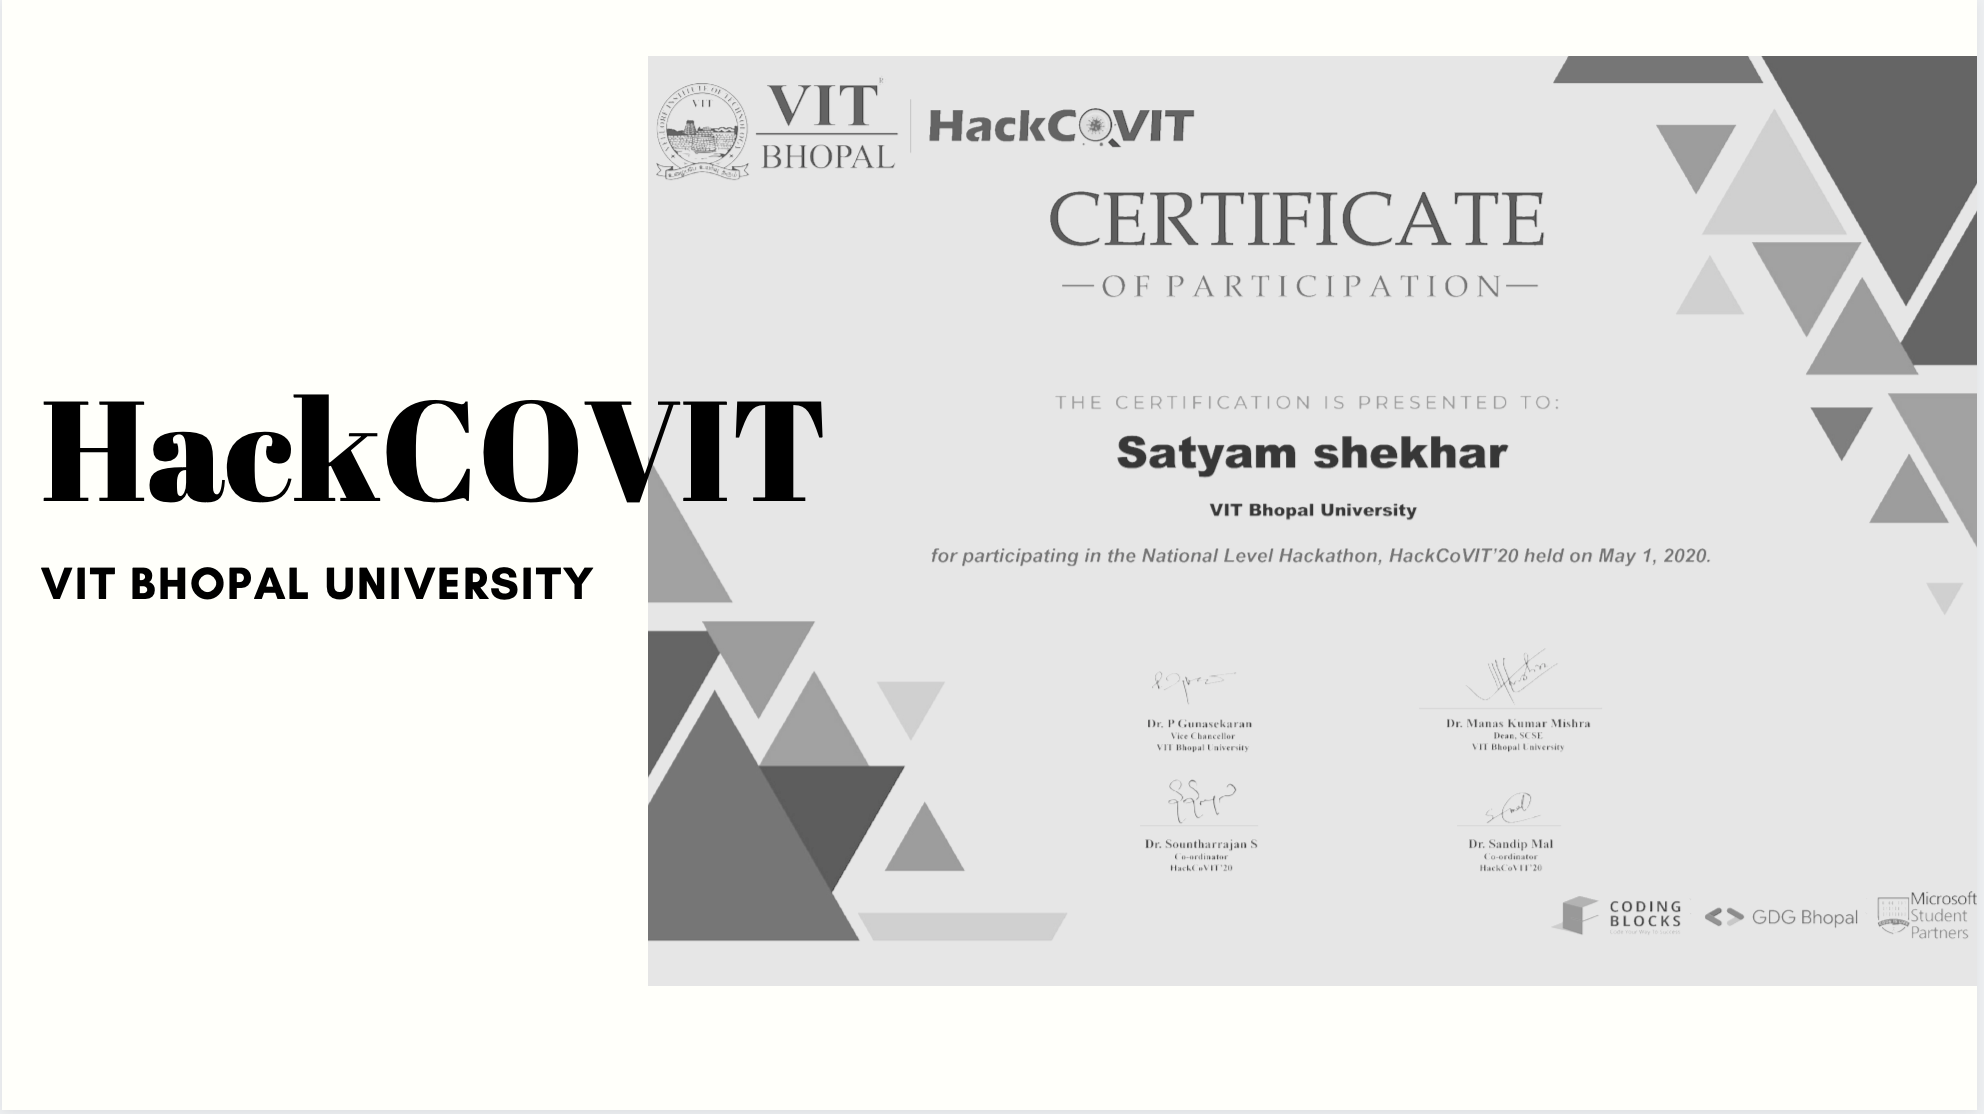 HackCOVIT
VIT BHOPAL UNIVERSITY
VIT
BHOPAL
HackCOVIT
CERTIFICATE
—OF PARTICIPATION—
THE CERTIFICATION IS PRESENTED TO:
Satyam shekhar
VIT Bhopal University
for participating in the National Level Hackathon, HackCoVIT'20 held on May 1, 2020.
Dr. P Gunasekaran
Vice Chancellor
VIT Bhopal University
Dr. Manas Kumar Mishra
Dean, SCSE
VIT Bhopal University
Dr. Sountharrajan S
Co-ordinator
HackCoVIT'20
Dr. Sandip Mal
Co-ordinator
HackCoVIT'20
CODING
BLOCKS
GDG Bhopal
Microsoft
Student
Partners